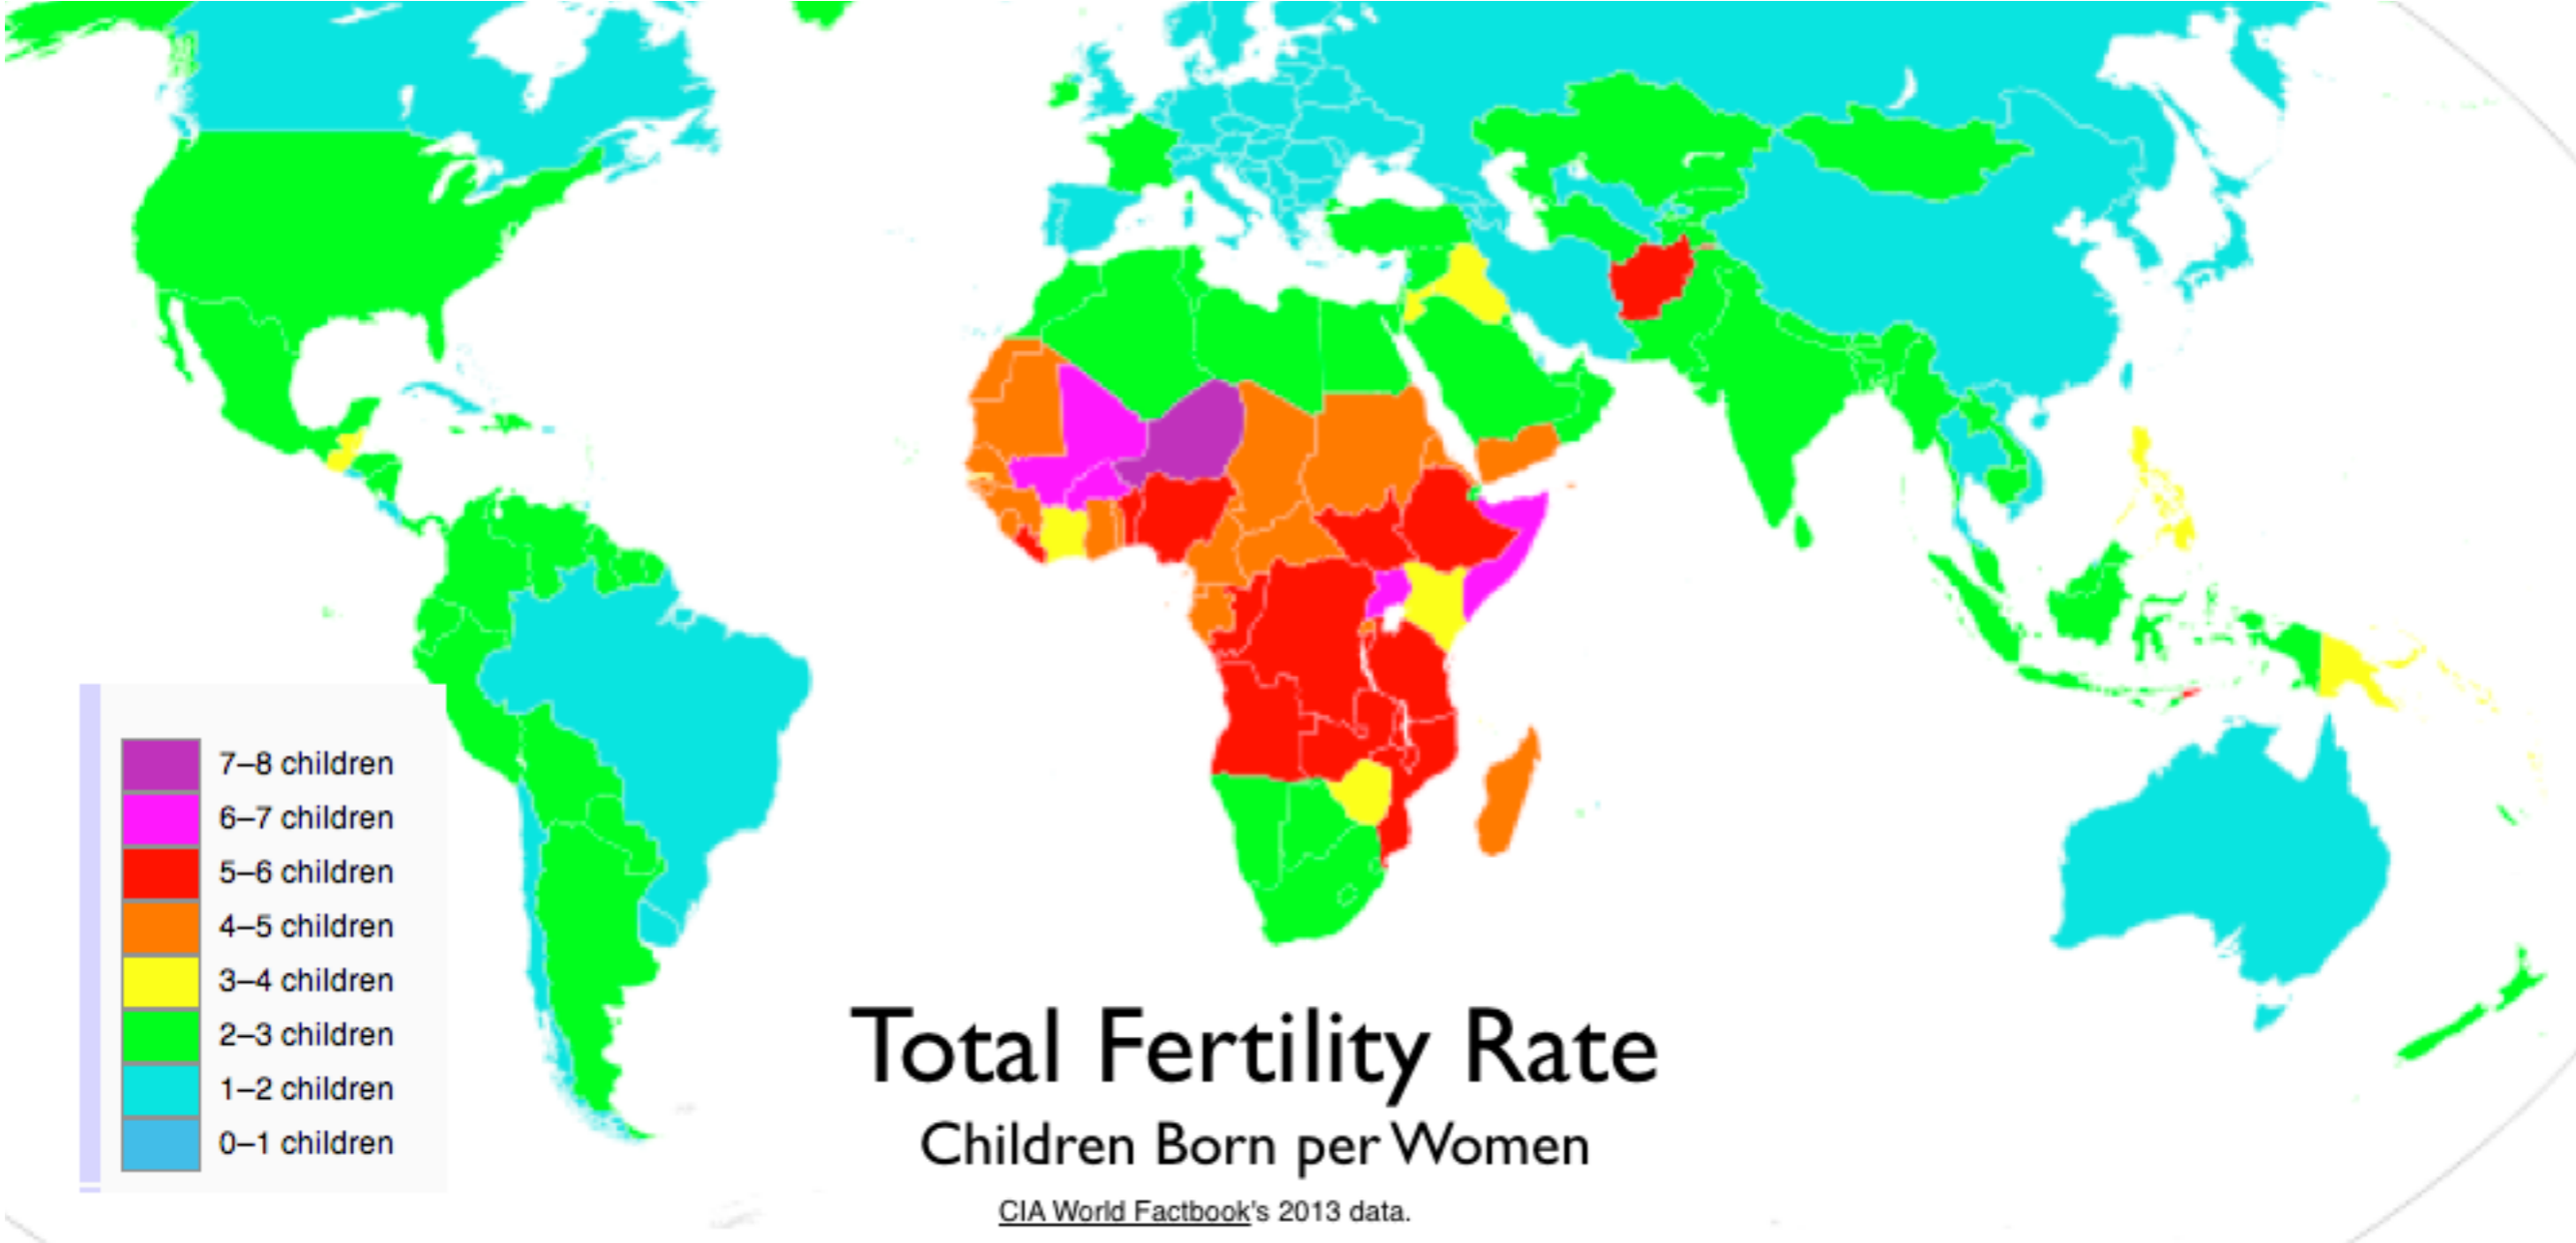 7–8 children
6–7 children
5–6 children
4–5 children
3–4 children
2–3 children
1–2 children
0–1 children
Total Fertility Rate
Children Born per Women
CIA World Factbook's 2013 data.